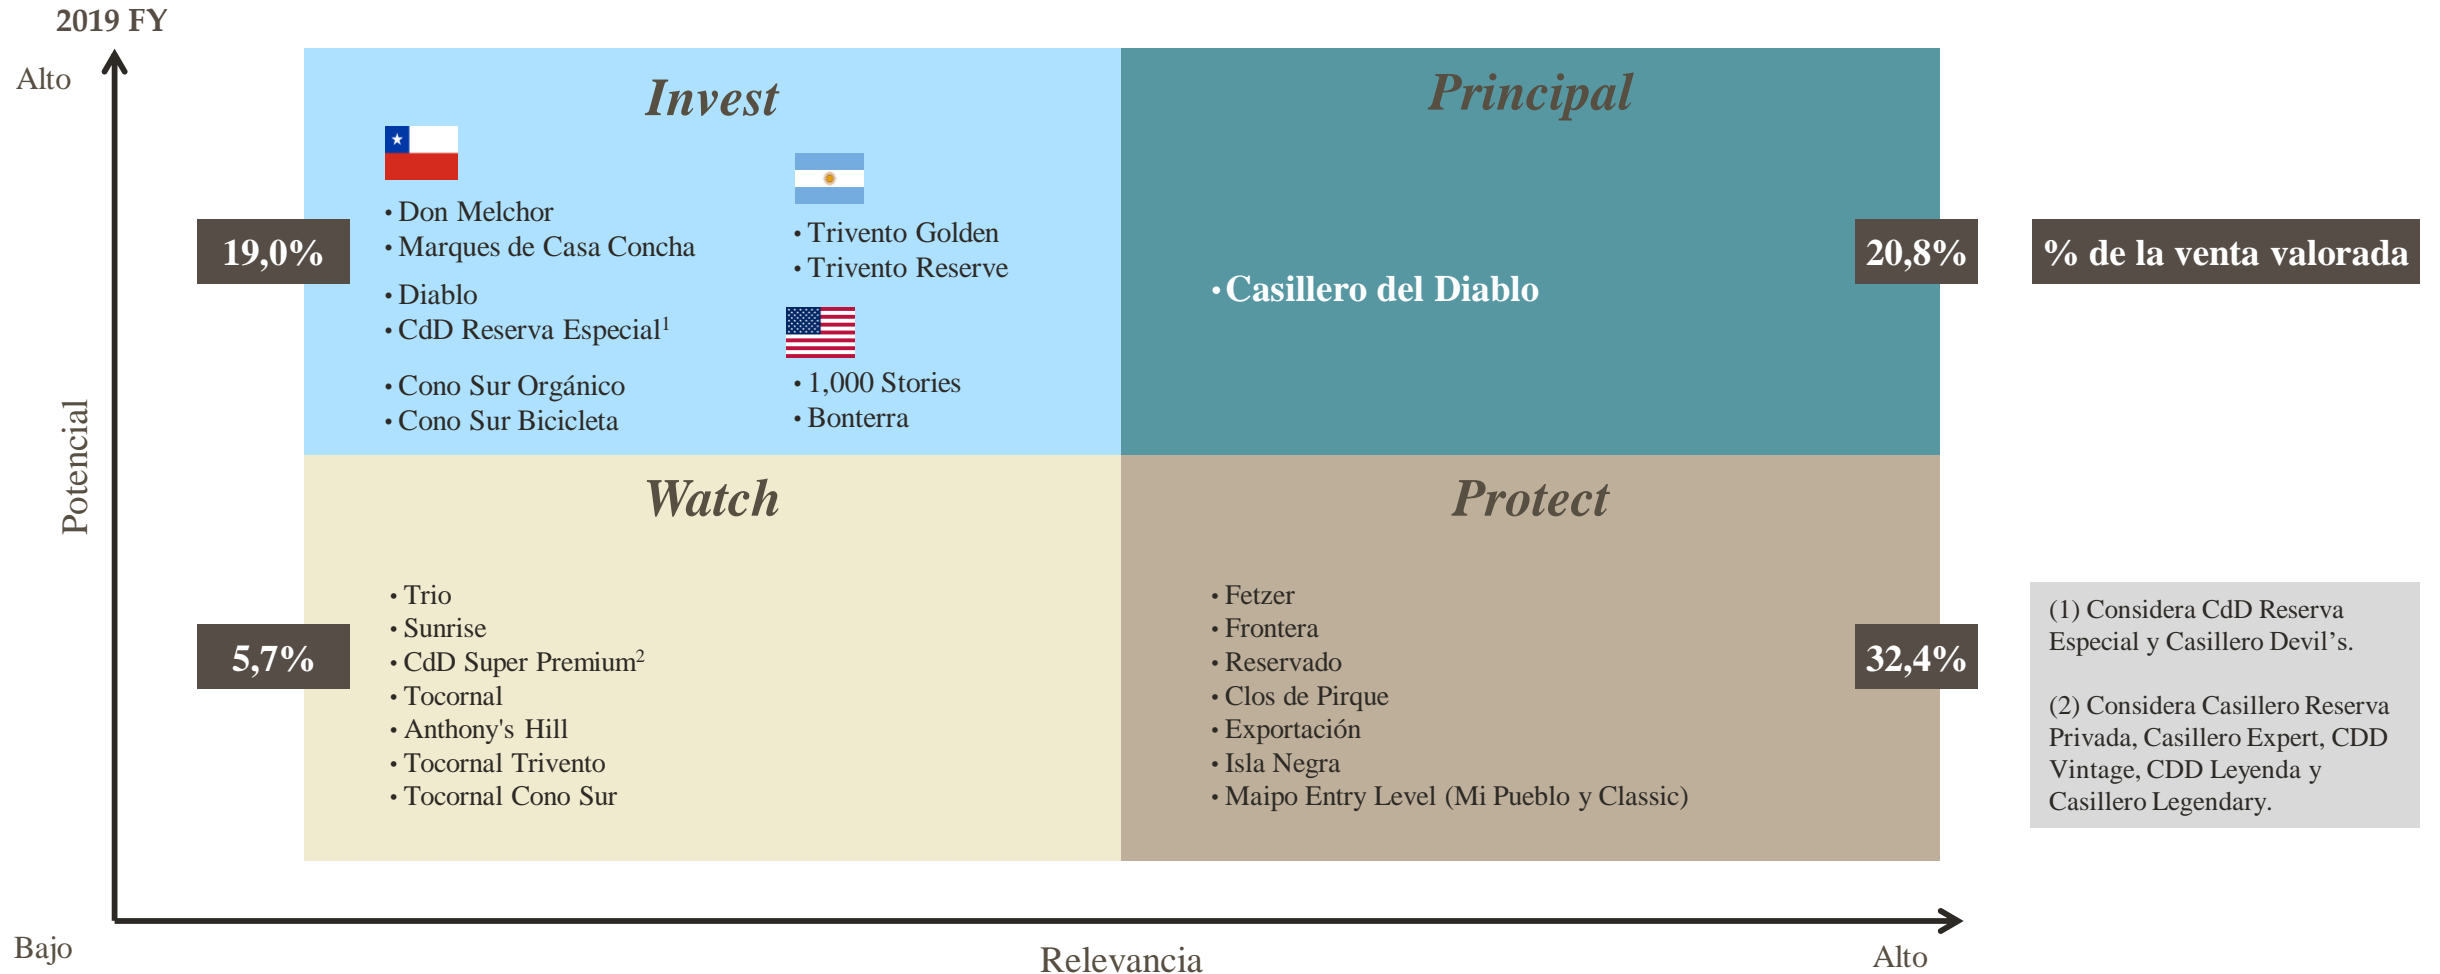 2019 FY
Alto
Potencial
Bajo
Relevancia
Alto
Invest
19,0%
• Don Melchor
• Marques de Casa Concha
• Diablo
• CdD Reserva Especial¹
• Cono Sur Orgánico
• Cono Sur Bicicleta
• Trivento Golden
• Trivento Reserve
• 1,000 Stories
• Bonterra
Principal
• Casillero del Diablo
20,8%
% de la venta valorada
Watch
5,7%
• Trio
• Sunrise
• CdD Super Premium²
• Tocornal
• Anthony's Hill
• Tocornal Trivento
• Tocornal Cono Sur
Protect
• Fetzer
• Frontera
• Reservado
• Clos de Pirque
• Exportación
• Isla Negra
• Maipo Entry Level (Mi Pueblo y Classic)
32,4%
(1) Considera CdD Reserva
Especial y Casillero Devil’s.
(2) Considera Casillero Reserva
Privada, Casillero Expert, CDD
Vintage, CDD Leyenda y
Casillero Legendary.